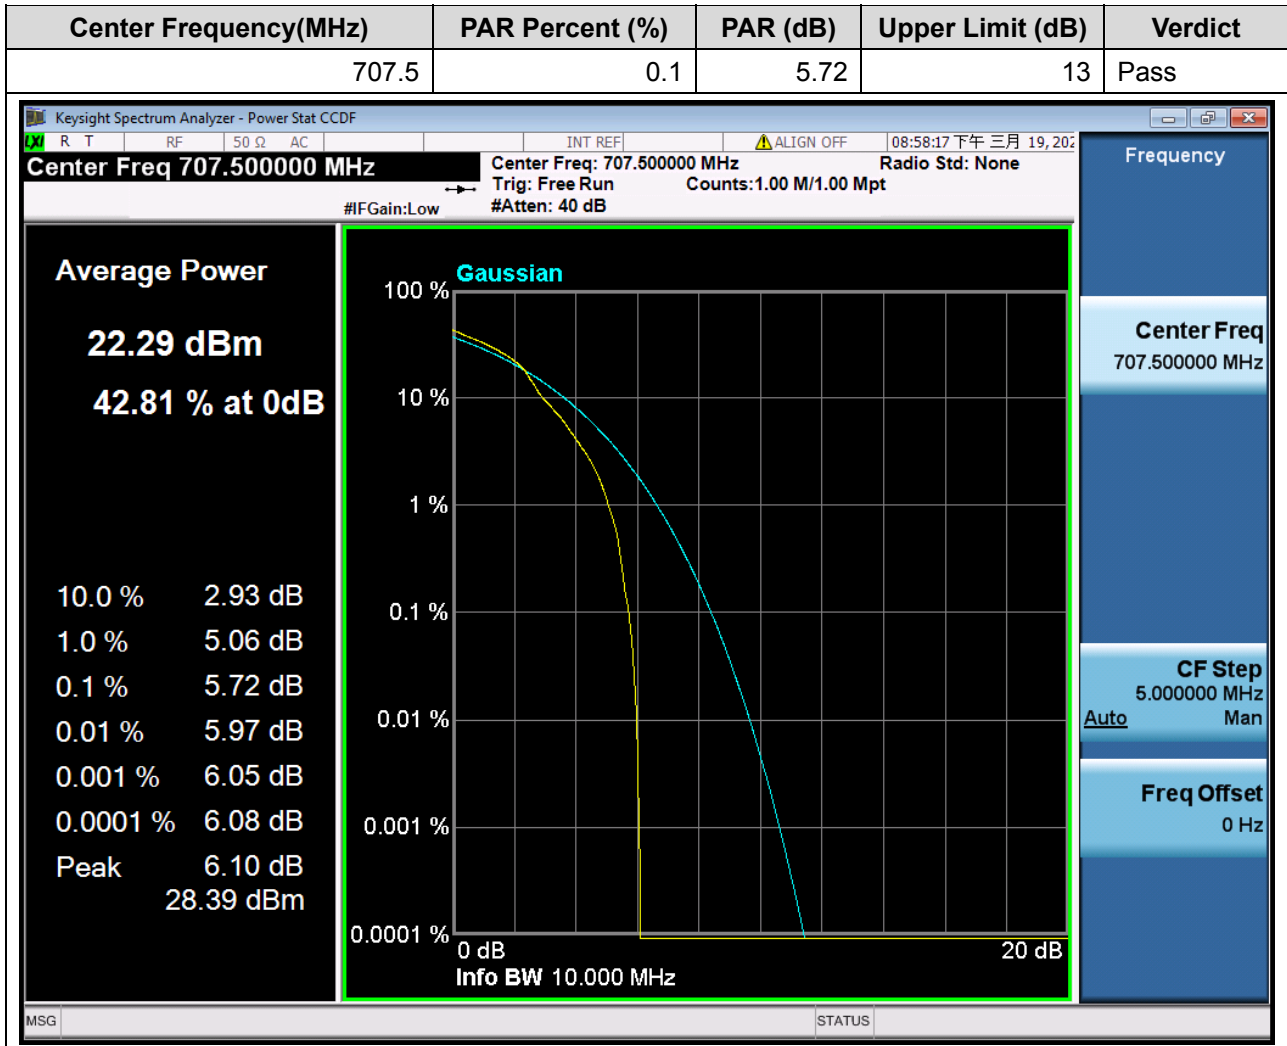 Center Frequency(MHz) PAR Percent (%) PAR (dB) Upper Limit (dB) Verdict
707.5 0.1 5.72 13 Pass
Keysight Spectrum Analyzer - Power Stat CCDF
LXI R T RF 50 Ω AC INT REF ALIGN OFF 08:58:17 下午 三月 19, 202
Center Freq 707.500000 MHz
#IFGain:Low
Center Freq: 707.500000 MHz Radio Std: None
Trig: Free Run Counts:1.00 M/1.00 Mpt
#Atten: 40 dB
Average Power
22.29 dBm
42.81 % at 0dB
10.0 % 2.93 dB
1.0 % 5.06 dB
0.1 % 5.72 dB
0.01 % 5.97 dB
0.001 % 6.05 dB
0.0001 % 6.08 dB
Peak 6.10 dB
28.39 dBm
Gaussian
100 %
10 %
1 %
0.1 %
0.01 %
0.001 %
0.0001 %
0 dB 20 dB
Info BW 10.000 MHz
Frequency
Center Freq
707.500000 MHz
CF Step
5.000000 MHz
Auto Man
Freq Offset
0 Hz
MSG STATUS